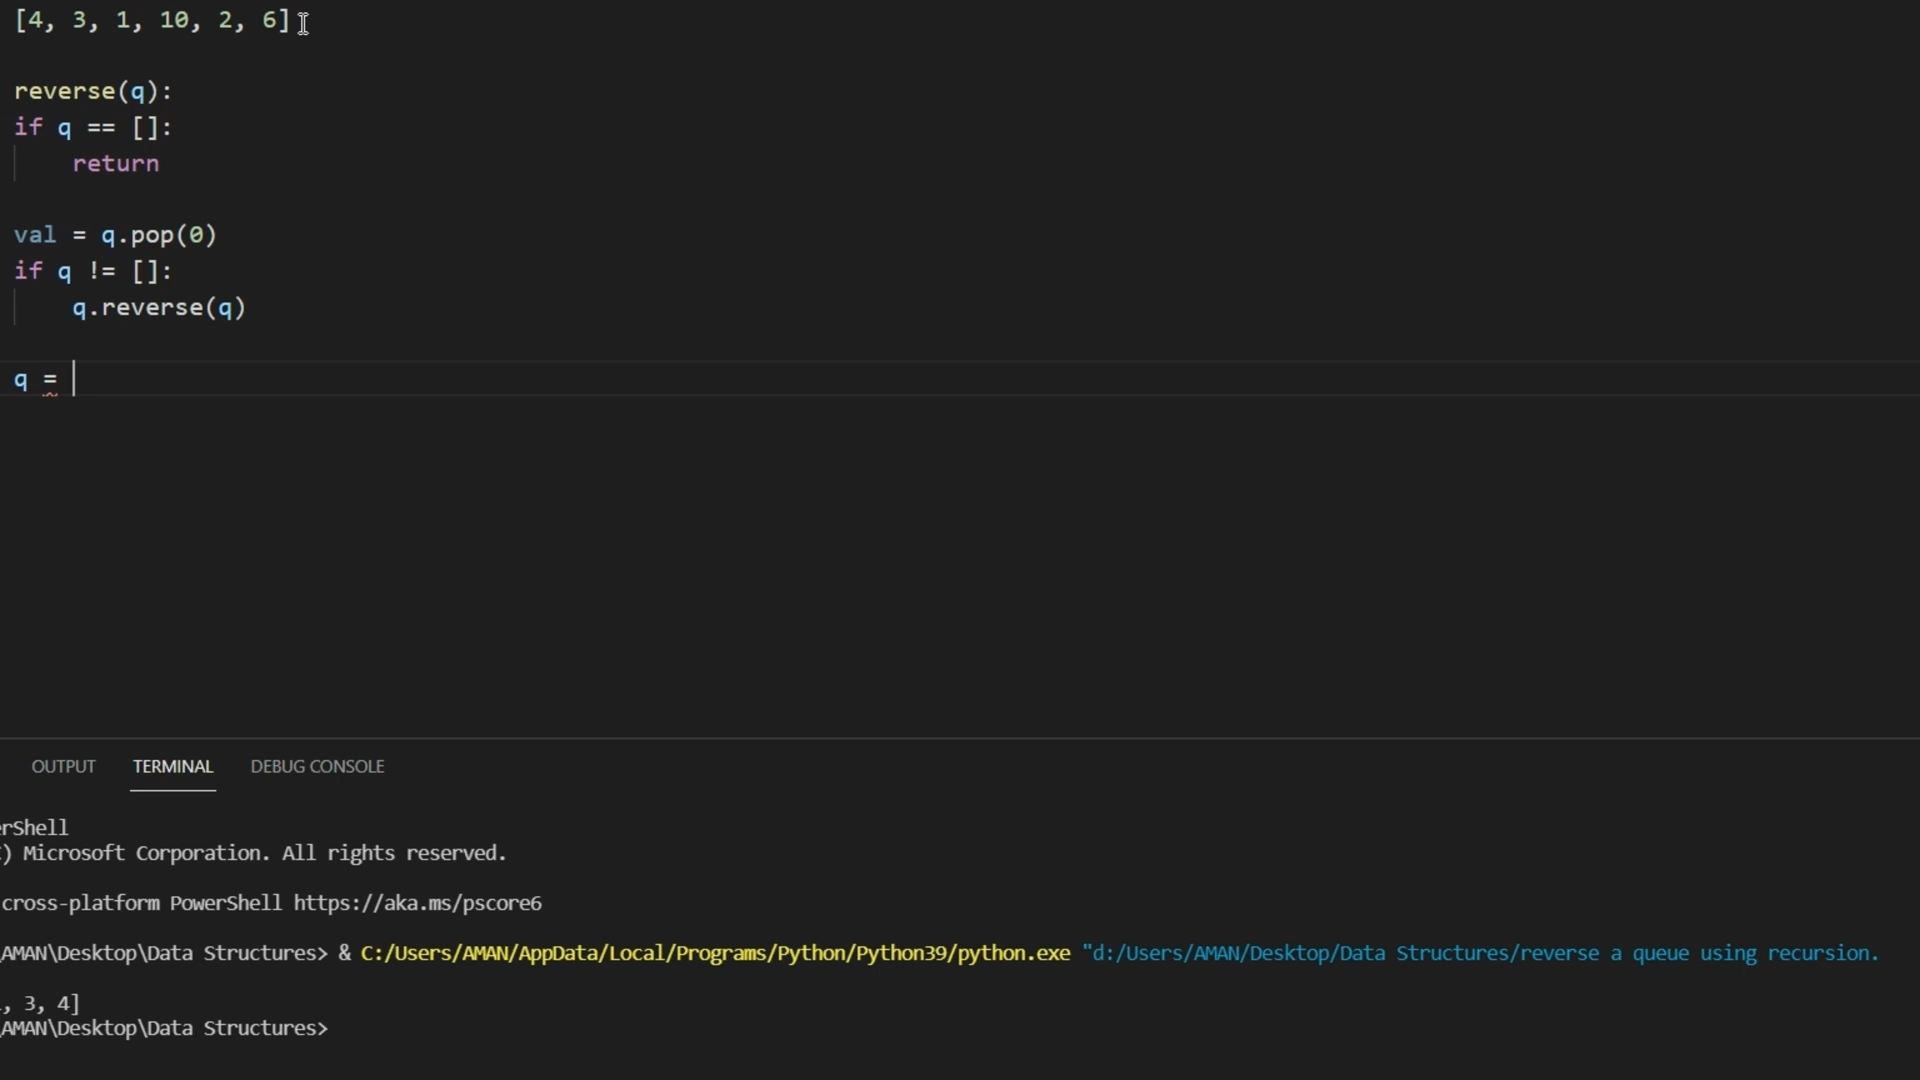 [4, 3, 1, 10, 2, 6]
reverse(q):
if q == []:
return
val = q.pop(0)
if q != []:
q.reverse(q)
q =
OUTPUT TERMINAL DEBUG CONSOLE
erShell
) Microsoft Corporation. All rights reserved.
cross-platform PowerShell https://aka.ms/pscore6
\AMAN\Desktop\Data Structures> & C:/Users/AMAN/AppData/Local/Programs/Python/Python39/python.exe "d:/Users/AMAN/Desktop/Data Structures/reverse a queue using recursion.
, 3, 4]
\AMAN\Desktop\Data Structures>